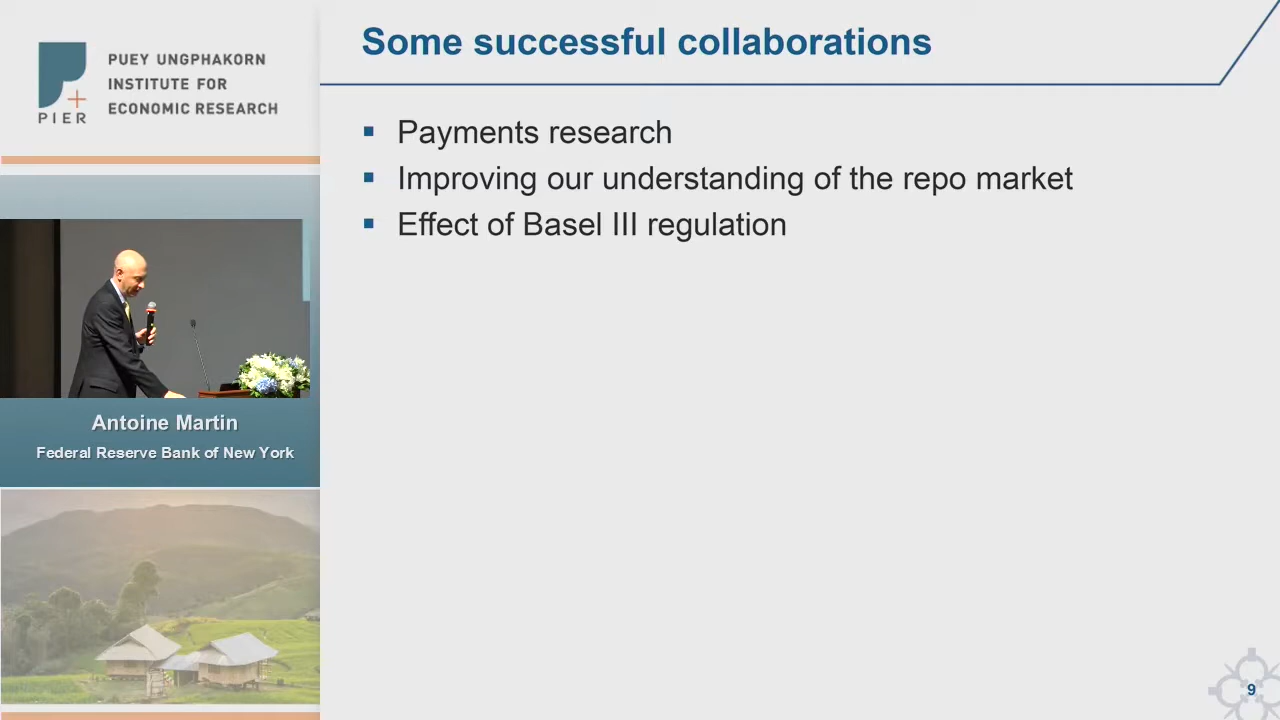 PUEY UNGPHAKORN
INSTITUTE FOR
ECONOMIC RESEARCH
PIER
Antoine Martin
Federal Reserve Bank of New York
Some successful collaborations
Payments research
Improving our understanding of the repo market
Effect of Basel III regulation
9